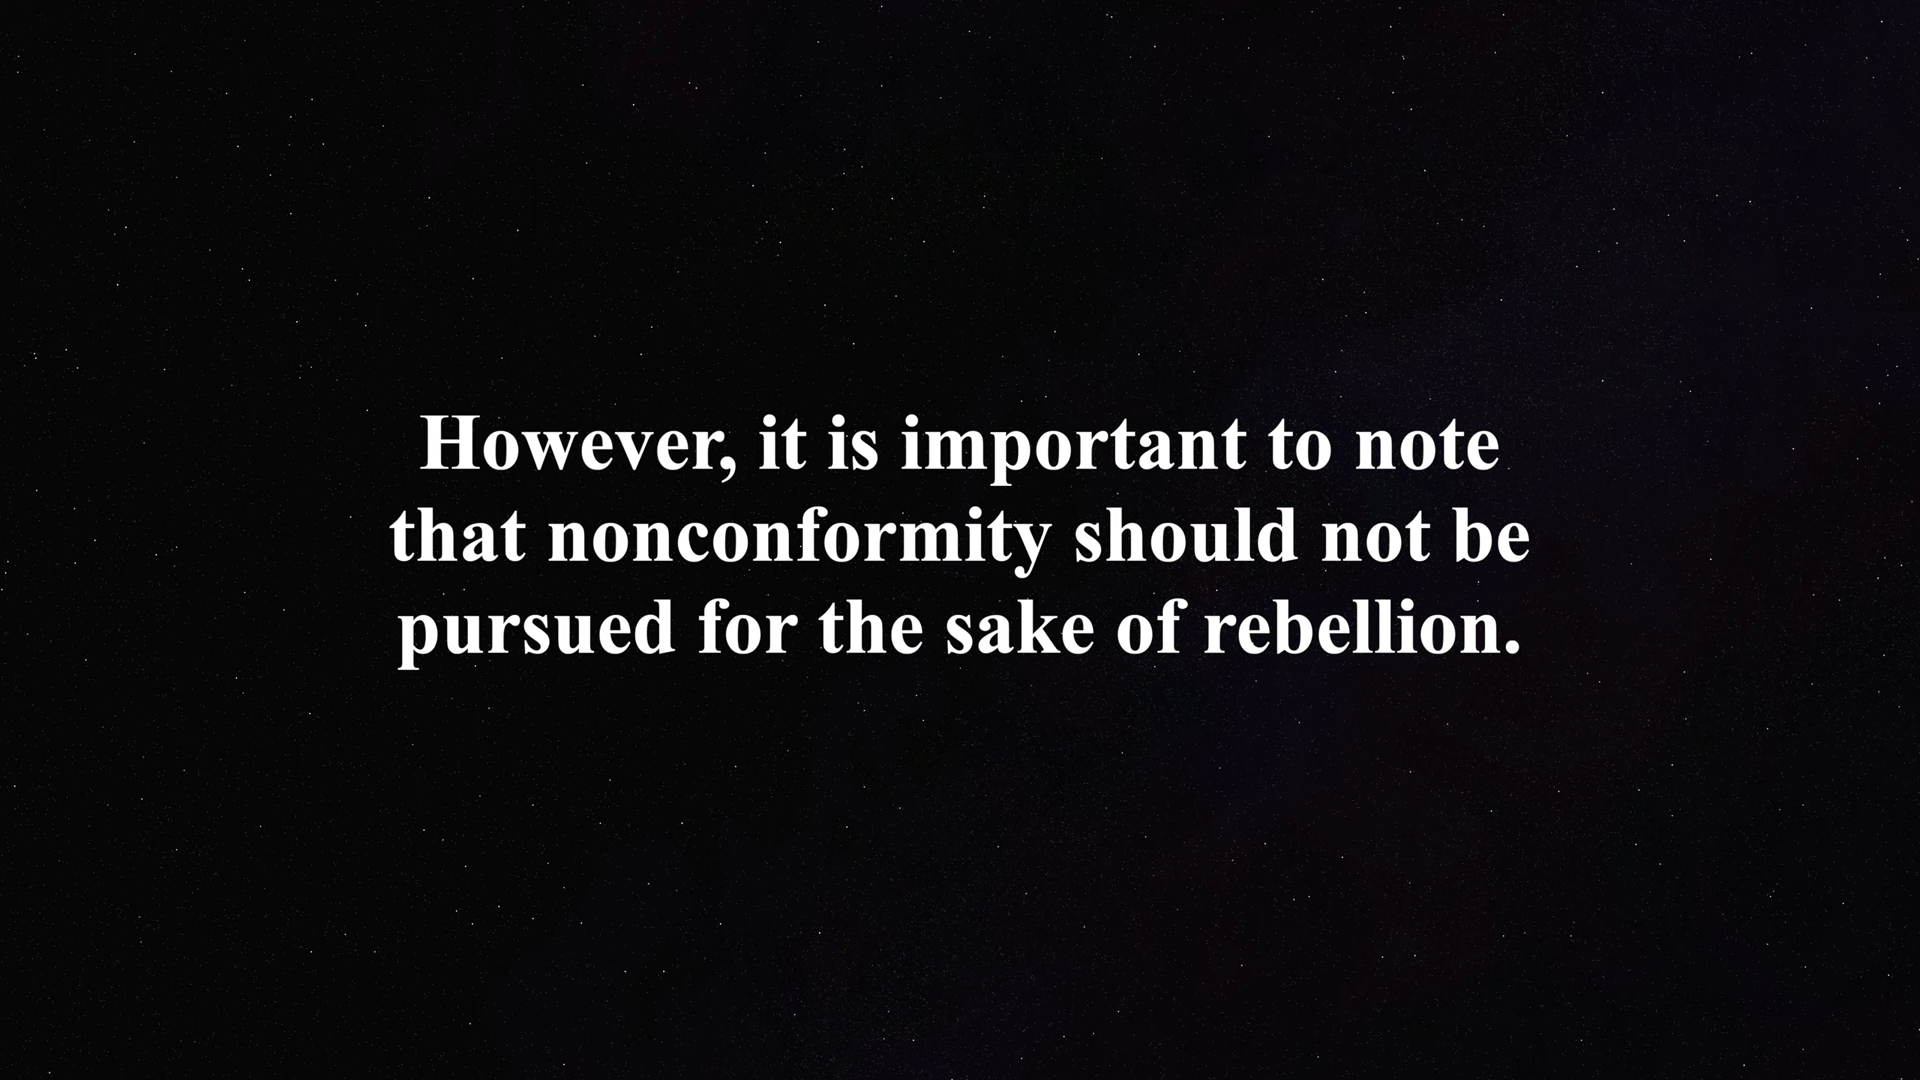 However, it is important to note
that nonconformity should not be
pursued for the sake of rebellion.